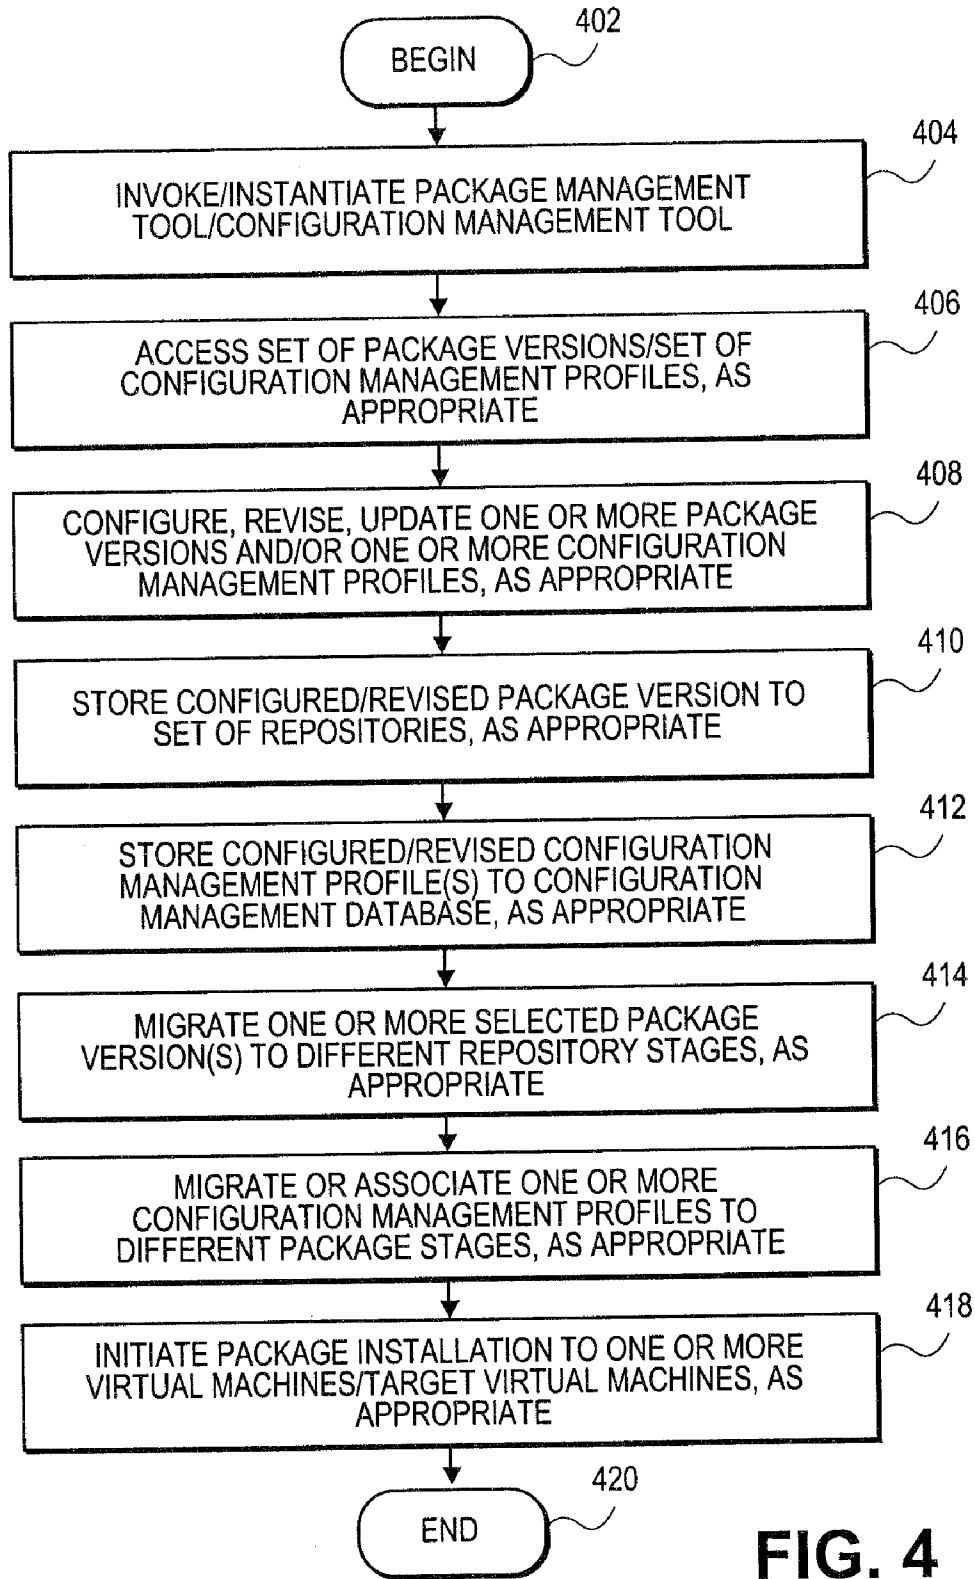 402
BEGIN
404
INVOKE/INSTANTIATE PACKAGE MANAGEMENT
TOOL/CONFIGURATION MANAGEMENT TOOL
406
ACCESS SET OF PACKAGE VERSIONS/SET OF
CONFIGURATION MANAGEMENT PROFILES, AS
APPROPRIATE
408
CONFIGURE, REVISE, UPDATE ONE OR MORE PACKAGE
VERSIONS AND/OR ONE OR MORE CONFIGURATION
MANAGEMENT PROFILES, AS APPROPRIATE
410
STORE CONFIGURED/REVISED PACKAGE VERSION TO
SET OF REPOSITORIES, AS APPROPRIATE
412
STORE CONFIGURED/REVISED CONFIGURATION
MANAGEMENT PROFILE(S) TO CONFIGURATION
MANAGEMENT DATABASE, AS APPROPRIATE
414
MIGRATE ONE OR MORE SELECTED PACKAGE
VERSION(S) TO DIFFERENT REPOSITORY STAGES, AS
APPROPRIATE
416
MIGRATE OR ASSOCIATE ONE OR MORE
CONFIGURATION MANAGEMENT PROFILES TO
DIFFERENT PACKAGE STAGES, AS APPROPRIATE
418
INITIATE PACKAGE INSTALLATION TO ONE OR MORE
VIRTUAL MACHINES/TARGET VIRTUAL MACHINES, AS
APPROPRIATE
420
END
FIG. 4